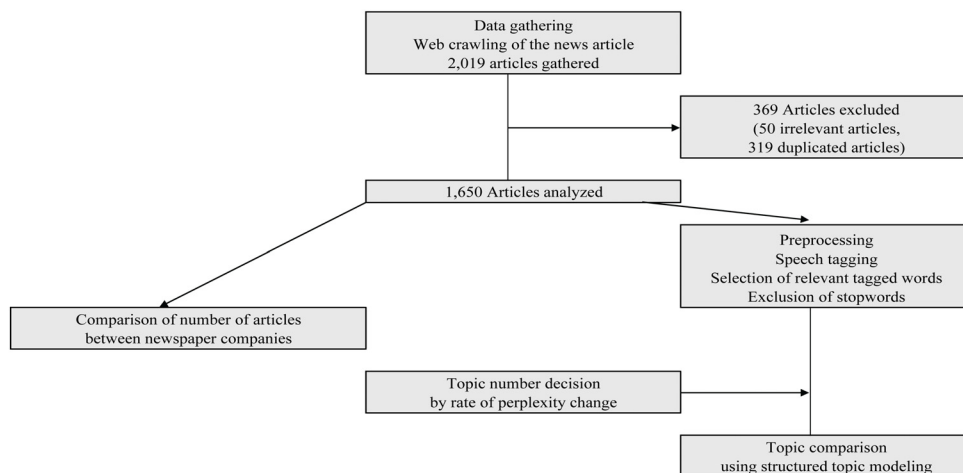 Data gathering
Web crawling of the news article
2,019 articles gathered
369 Articles excluded
(50 irrelevant articles,
319 duplicated articles)
1,650 Articles analyzed
Preprocessing
Speech tagging
Selection of relevant tagged words
Exclusion of stopwords
Comparison of number of articles
between newspaper companies
Topic number decision
by rate of perplexity change
Topic comparison
using structured topic modeling